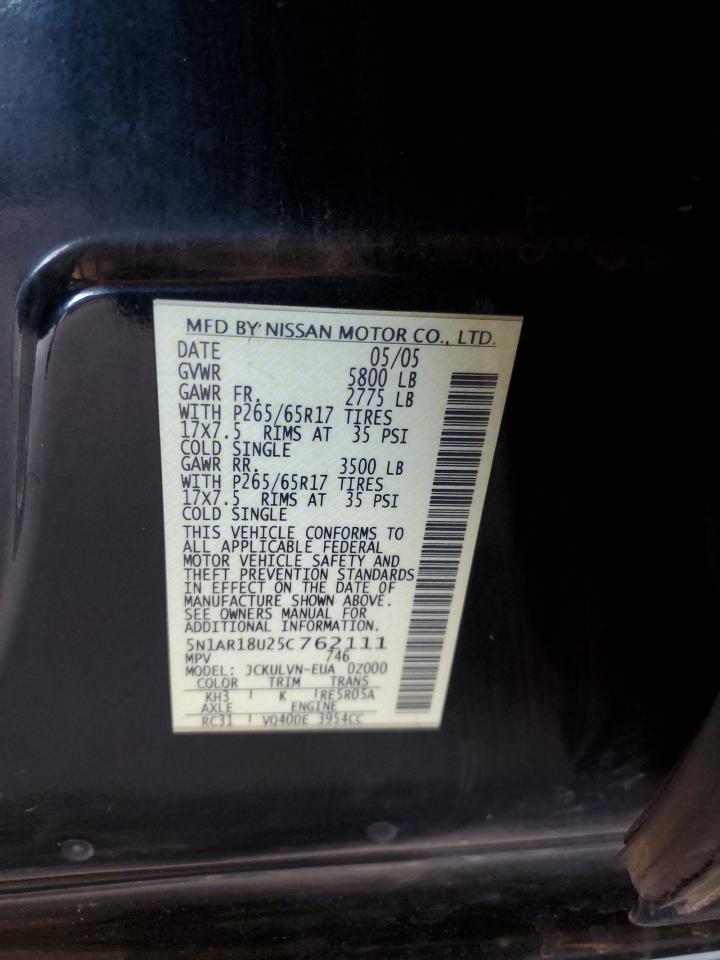 MFD BY NISSAN MOTOR CO., LTD.
DATE 05/05
GVWR 5800 LB
GAWR FR. 2775 LB
WITH P265/65R17 TIRES
17X7.5 RIMS AT 35 PSI
COLD SINGLE
GAWR RR. 3500 LB
WITH P265/65R17 TIRES
17X7.5 RIMS AT 35 PSI
COLD SINGLE
THIS VEHICLE CONFORMS TO
ALL APPLICABLE FEDERAL
MOTOR VEHICLE SAFETY AND
THEFT PREVENTION STANDARDS
IN EFFECT ON THE DATE OF
MANUFACTURE SHOWN ABOVE.
SEE OWNERS MANUAL FOR
ADDITIONAL INFORMATION.
5N1AR18U25C762111
MPV /46
MODEL: JCKULVN-EUA 02000
COLOR TRIM TRANS
KH3 K RE5R05A
AXLE ENGINE
RC31 VQ40DE 3954CC